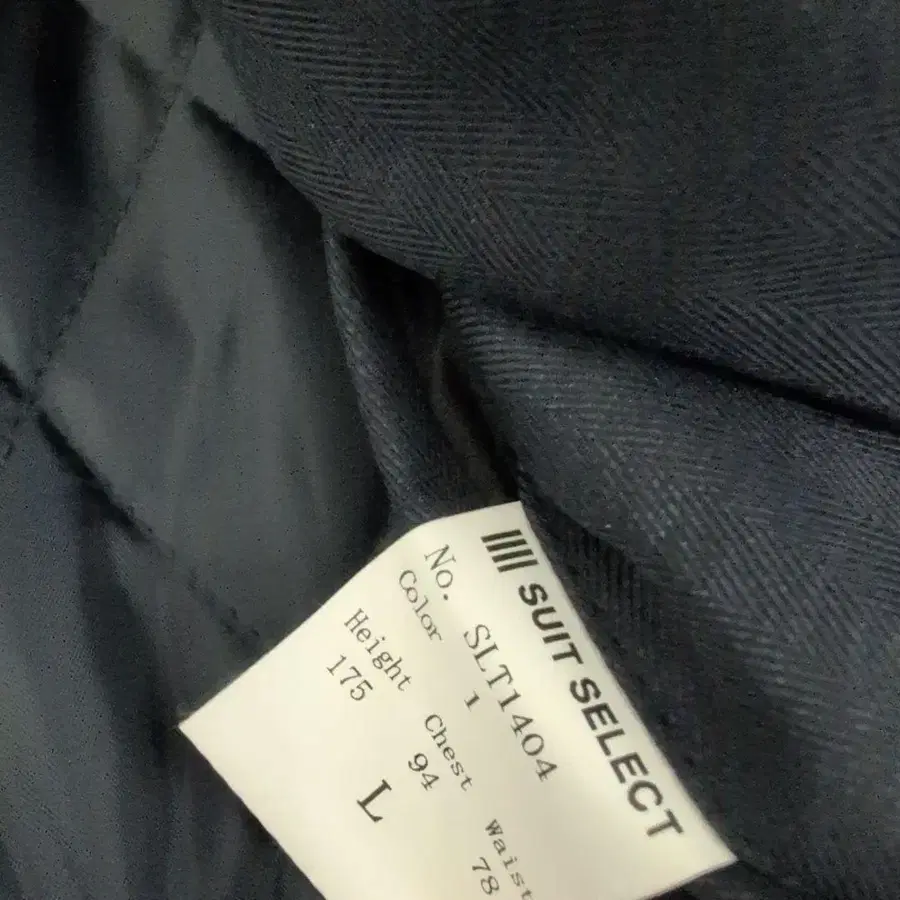 SUIT SELECT
No. SLT1404
Color 1
Height Chest Waist
175 94 78
L